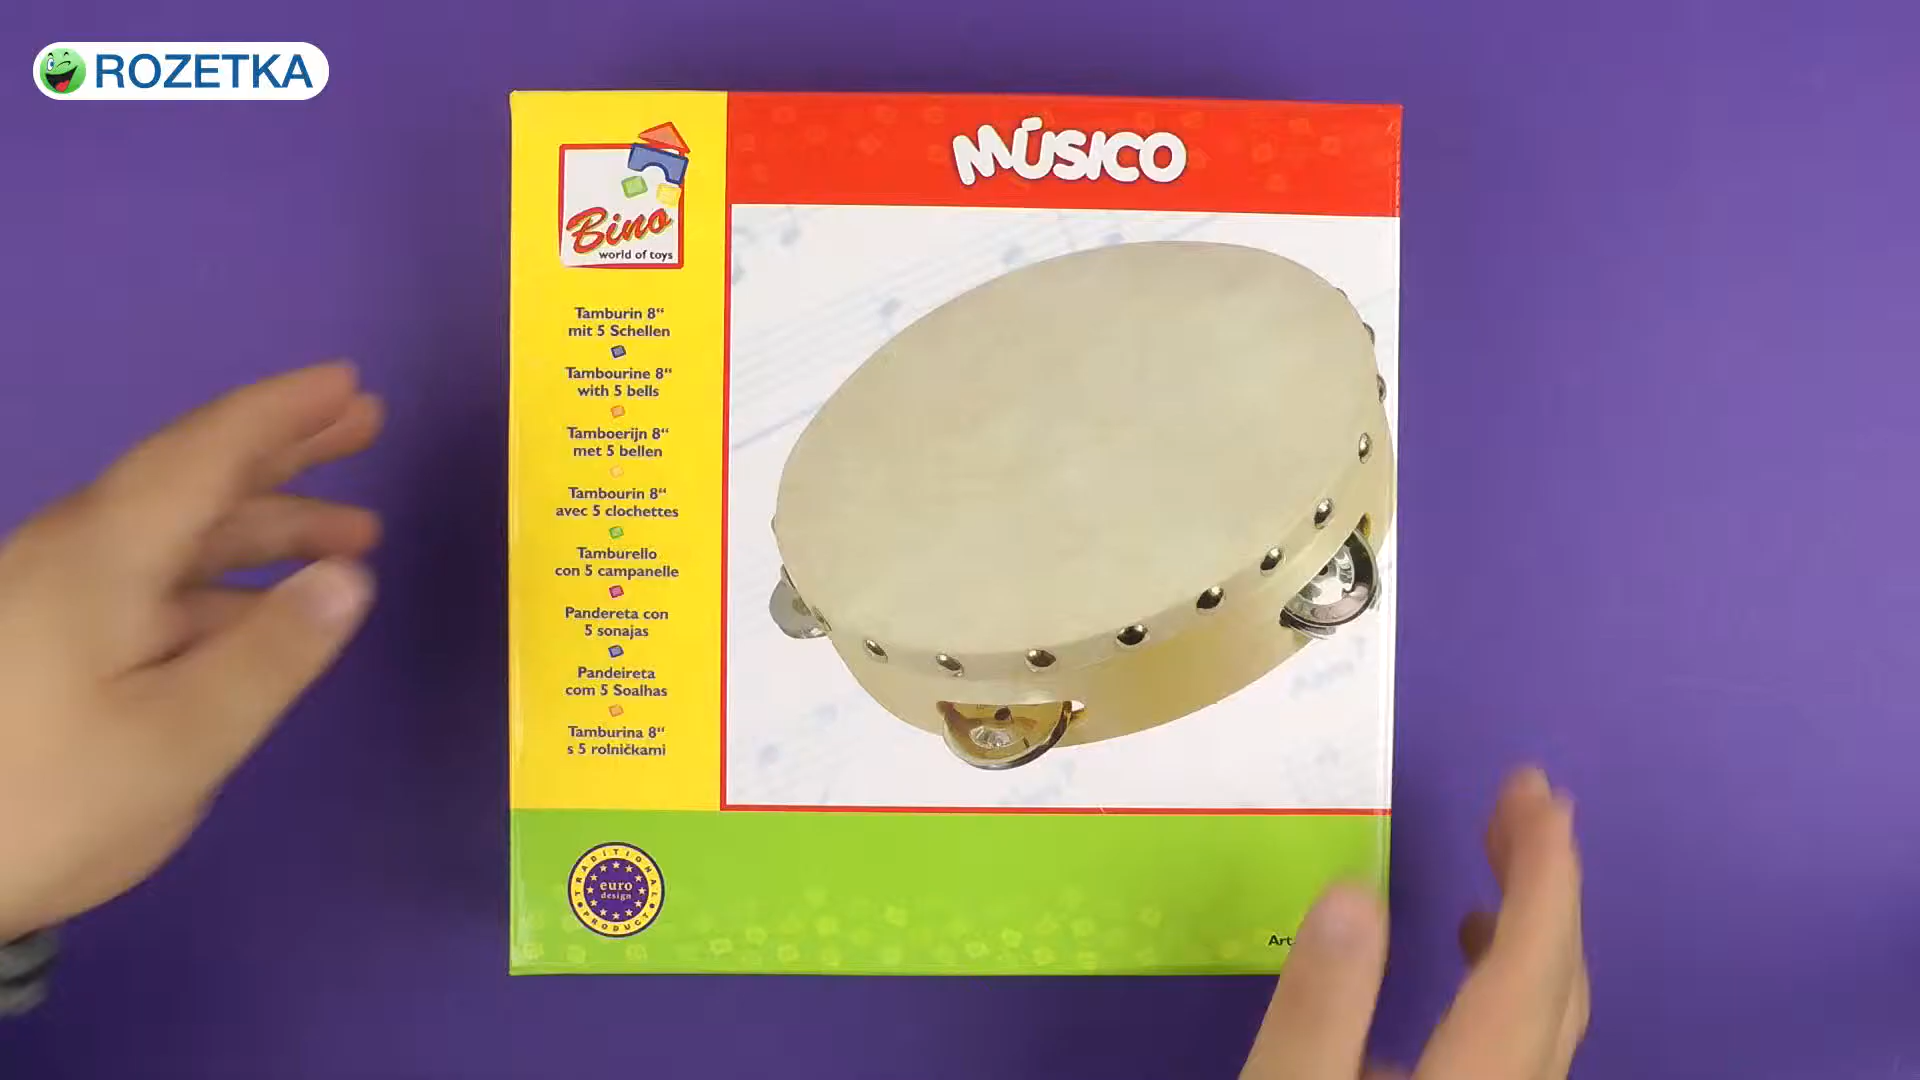 ROZETKA
MÚSICO
Bino
world of toys
Tamburin 8“
mit 5 Schellen
Tambourine 8“
with 5 bells
Tamboerijn 8“
met 5 bellen
Tambourin 8“
avec 5 clochettes
Tamburello
con 5 campanelle
Pandereta con
5 sonajas
Pandeireta
com 5 Soalhas
Tamburina 8“
s 5 rolničkami
TRADITIONAL
euro
design
PRODUCT
Art.